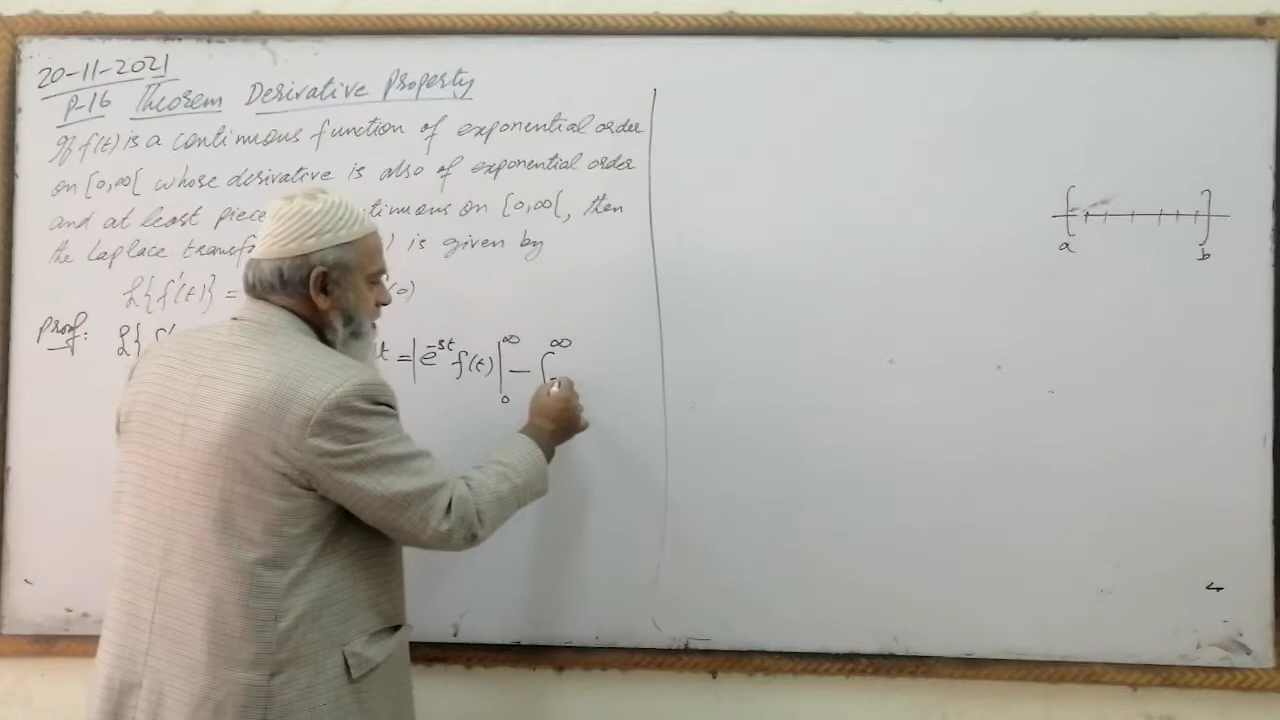 20-11-2021
P-16 Theorem Derivative Property
If f(t) is a continuous function of exponential order
on [0,∞[ whose derivative is also of exponential order
and at least piece tinuous on [0,∞[, then
the Laplace transfo ) is given by
ℒ{f'(t)} = (0)
Proof: ℒ{ t = |e^{-st} f(t)|_0^∞ - ∫^∞
a b